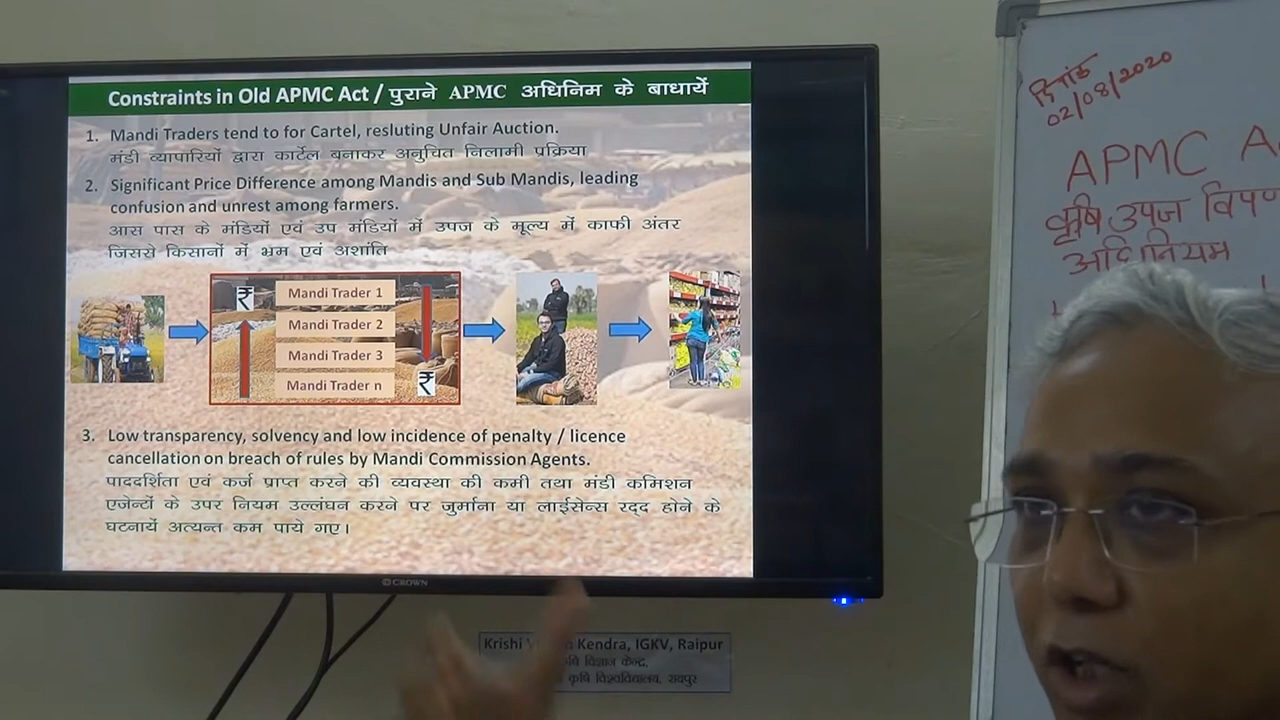 Constraints in Old APMC Act / पुराने APMC अधिनिम के बाधायें
1. Mandi Traders tend to for Cartel, resluting Unfair Auction.
मंडी व्यापारियों द्वारा कार्टेल बनाकर अनुचित निलामी प्रक्रिया
2. Significant Price Difference among Mandis and Sub Mandis, leading
confusion and unrest among farmers.
आस पास के मंडियों एवं उप मंडियों में उपज के मूल्य में काफी अंतर
जिससे किसानों में भ्रम एवं अशांति
₹
Mandi Trader 1
Mandi Trader 2
Mandi Trader 3
Mandi Trader n
₹
3. Low transparency, solvency and low incidence of penalty / licence
cancellation on breach of rules by Mandi Commission Agents.
पाददर्शिता एवं कर्ज प्राप्त करने की व्यवस्था की कमी तथा मंडी कमिशन
एजेन्टों के उपर नियम उल्लंघन करने पर जुर्माना या लाईसेन्स रद्द होने के
घटनायें अत्यन्त कम पाये गए।
CROWN
Krishi Kendra, IGKV, Raipur
विज्ञान केन्द्र,
कृषि विश्वविद्यालय, रायपुर
दिनांक
02/08/2020
APMC
कृषि उपज
अधिनियम